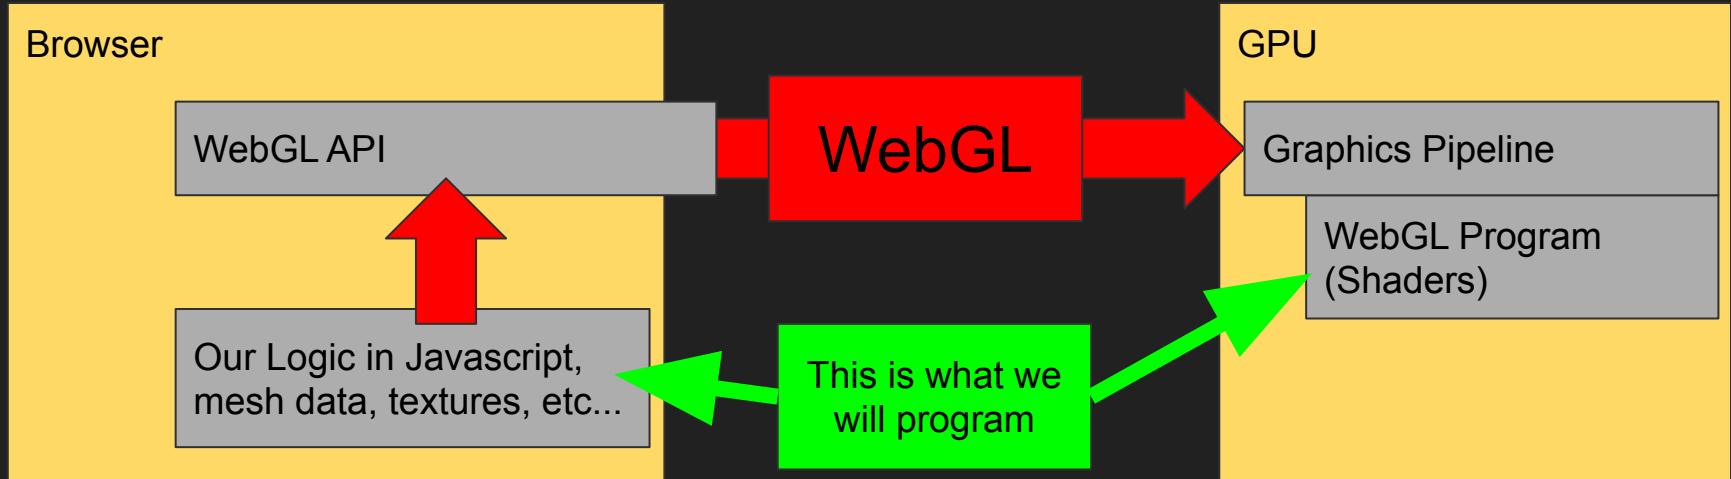 Browser
WebGL API
Our Logic in Javascript,
mesh data, textures, etc...
WebGL
This is what we
will program
GPU
Graphics Pipeline
WebGL Program
(Shaders)